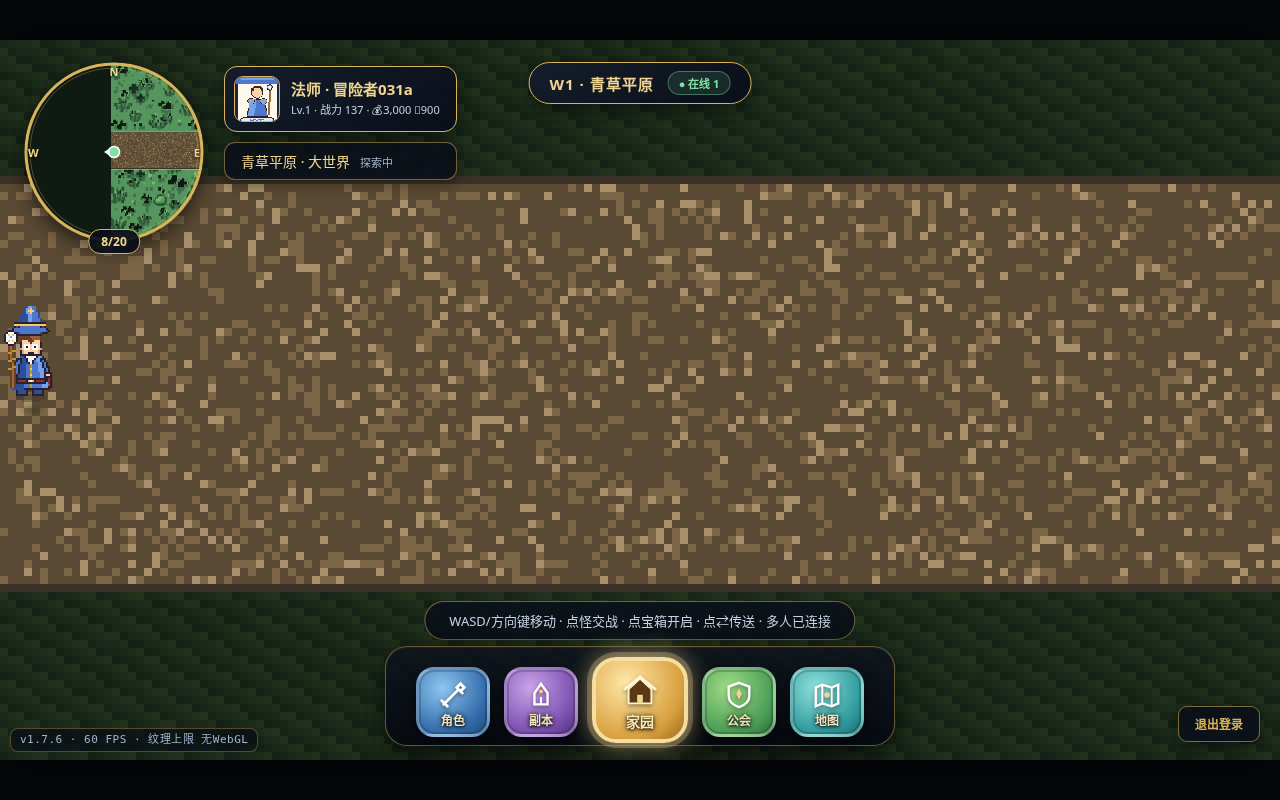 N
W
E
8/20
法师 · 冒险者031a
Lv.1 · 战力 137 · 💰3,000 900
青草平原 · 大世界 探索中
W1 · 青草平原 ● 在线 1
WASD/方向键移动 · 点怪交战 · 点宝箱开启 · 点⇄传送 · 多人已连接
角色
副本
家园
公会
地图
v1.7.6 · 60 FPS · 纹理上限 无WebGL
退出登录